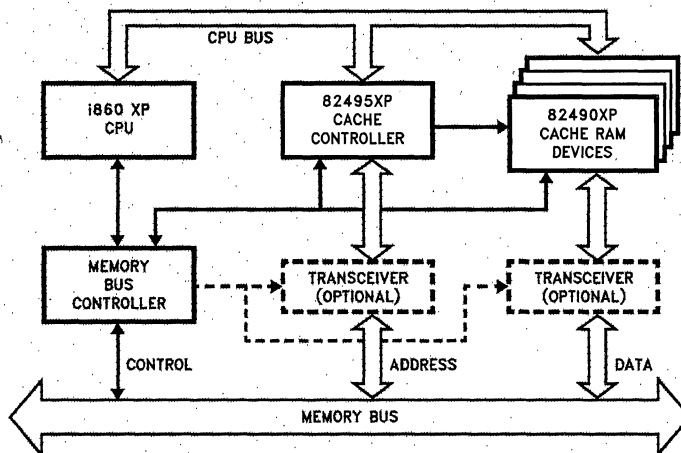 CPU BUS
i860 XP
CPU
82495XP
CACHE
CONTROLLER
82490XP
CACHE RAM
DEVICES
MEMORY
BUS
CONTROLLER
TRANSCEIVER
(OPTIONAL)
TRANSCEIVER
(OPTIONAL)
CONTROL
ADDRESS
DATA
MEMORY BUS